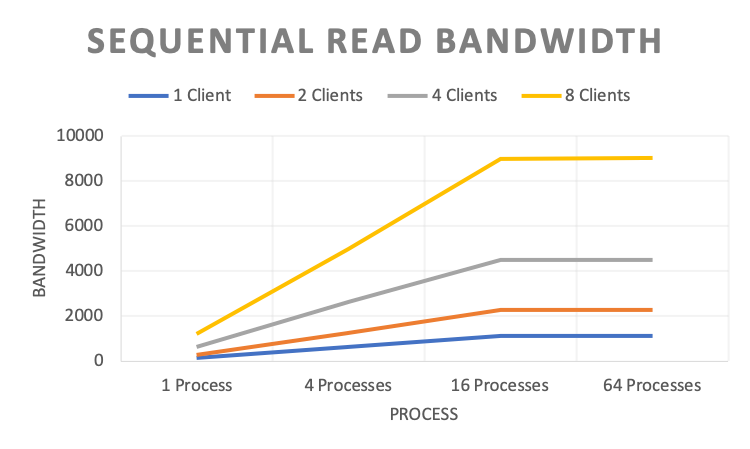 SEQUENTIAL READ BANDWIDTH
1 Client 2 Clients 4 Clients 8 Clients
10000
8000
6000
4000
2000
0
BANDWIDTH
1 Process 4 Processes 16 Processes 64 Processes
PROCESS